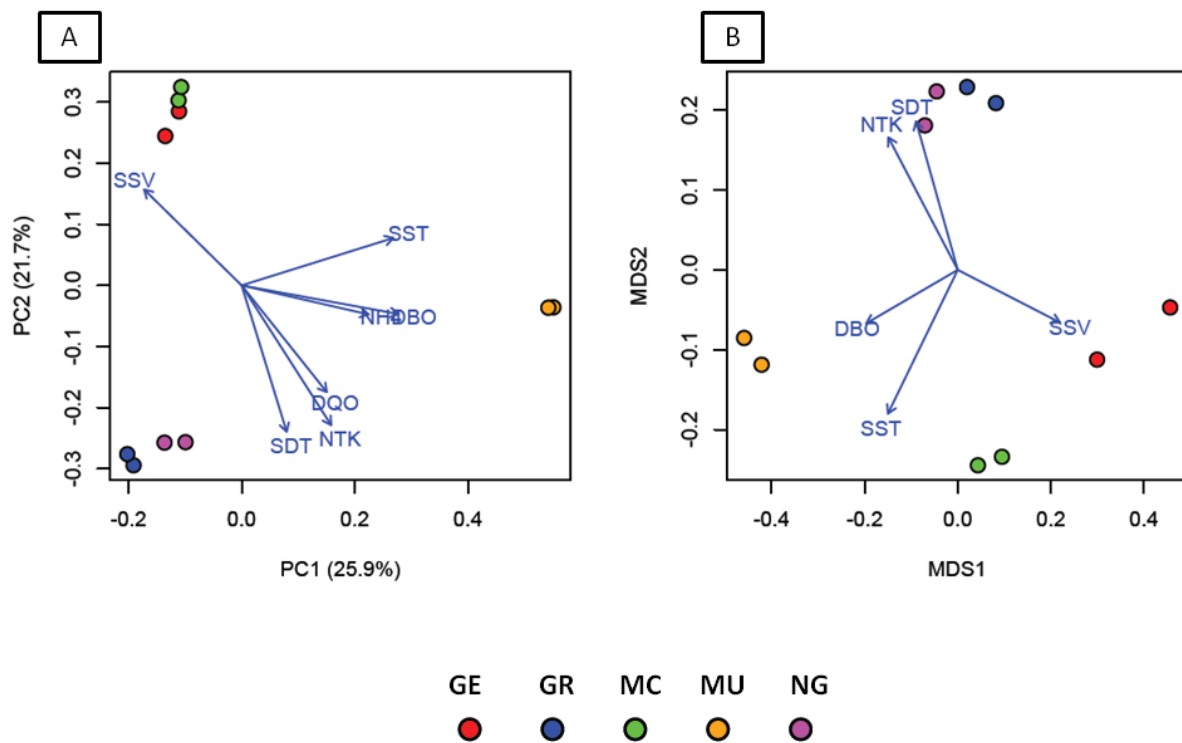 A
B
0.3
0.2
0.1
0.0
-0.1
-0.2
-0.3
PC2 (21.7%)
SSV
SST
DBO
DQO
NTK
SDT
-0.2
0.0
0.2
0.4
PC1 (25.9%)
0.2
0.1
0.0
-0.1
-0.2
MDS2
SDT
NTK
DBO
SSV
SST
-0.4
-0.2
0.0
0.2
0.4
MDS1
GE GR MC MU NG